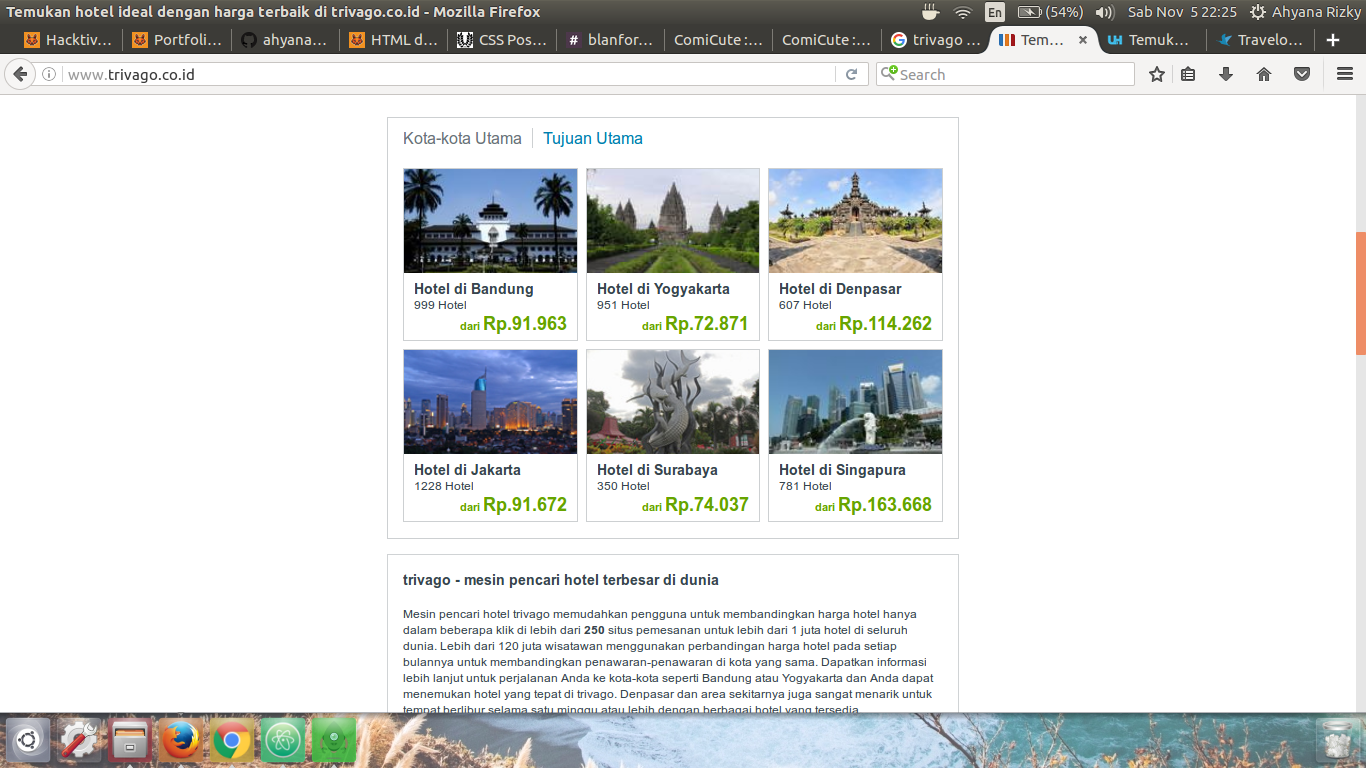 Temukan hotel ideal dengan harga terbaik di trivago.co.id - Mozilla Firefox
En (54%) Sab Nov 5 22:25 Ahyana Rizky
Hacktiv... Portfoli... ahyana... HTML d... CSS Pos... # blanfor... ComiCute :... ComiCute :... trivago ... Tem... UH Temuk... Travelo...
www.trivago.co.id
Search
Kota-kota Utama Tujuan Utama
Hotel di Bandung
999 Hotel
dari Rp.91.963
Hotel di Yogyakarta
951 Hotel
dari Rp.72.871
Hotel di Denpasar
607 Hotel
dari Rp.114.262
Hotel di Jakarta
1228 Hotel
dari Rp.91.672
Hotel di Surabaya
350 Hotel
dari Rp.74.037
Hotel di Singapura
781 Hotel
dari Rp.163.668
trivago - mesin pencari hotel terbesar di dunia
Mesin pencari hotel trivago memudahkan pengguna untuk membandingkan harga hotel hanya
dalam beberapa klik di lebih dari 250 situs pemesanan untuk lebih dari 1 juta hotel di seluruh
dunia. Lebih dari 120 juta wisatawan menggunakan perbandingan harga hotel pada setiap
bulannya untuk membandingkan penawaran-penawaran di kota yang sama. Dapatkan informasi
lebih lanjut untuk perjalanan Anda ke kota-kota seperti Bandung atau Yogyakarta dan Anda dapat
menemukan hotel yang tepat di trivago. Denpasar dan area sekitarnya juga sangat menarik untuk
tempat berlibur selama satu minggu atau lebih dengan berbagai hotel yang tersedia.